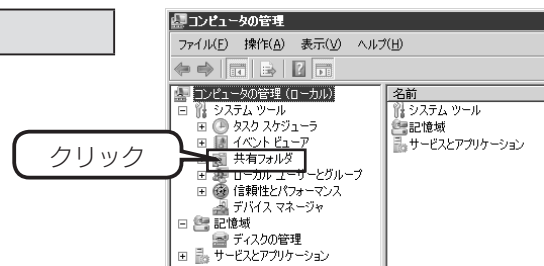 コンピュータの管理
ファイル(F) 操作(A) 表示(V) ヘルプ(H)
コンピュータの管理 (ローカル)
システム ツール
タスク スケジューラ
イベント ビューア
共有フォルダ
ローカル ユーザーとグループ
信頼性とパフォーマンス
デバイス マネージャ
記憶域
ディスクの管理
サービスとアプリケーション
名前
システム ツール
記憶域
サービスとアプリケーション
クリック